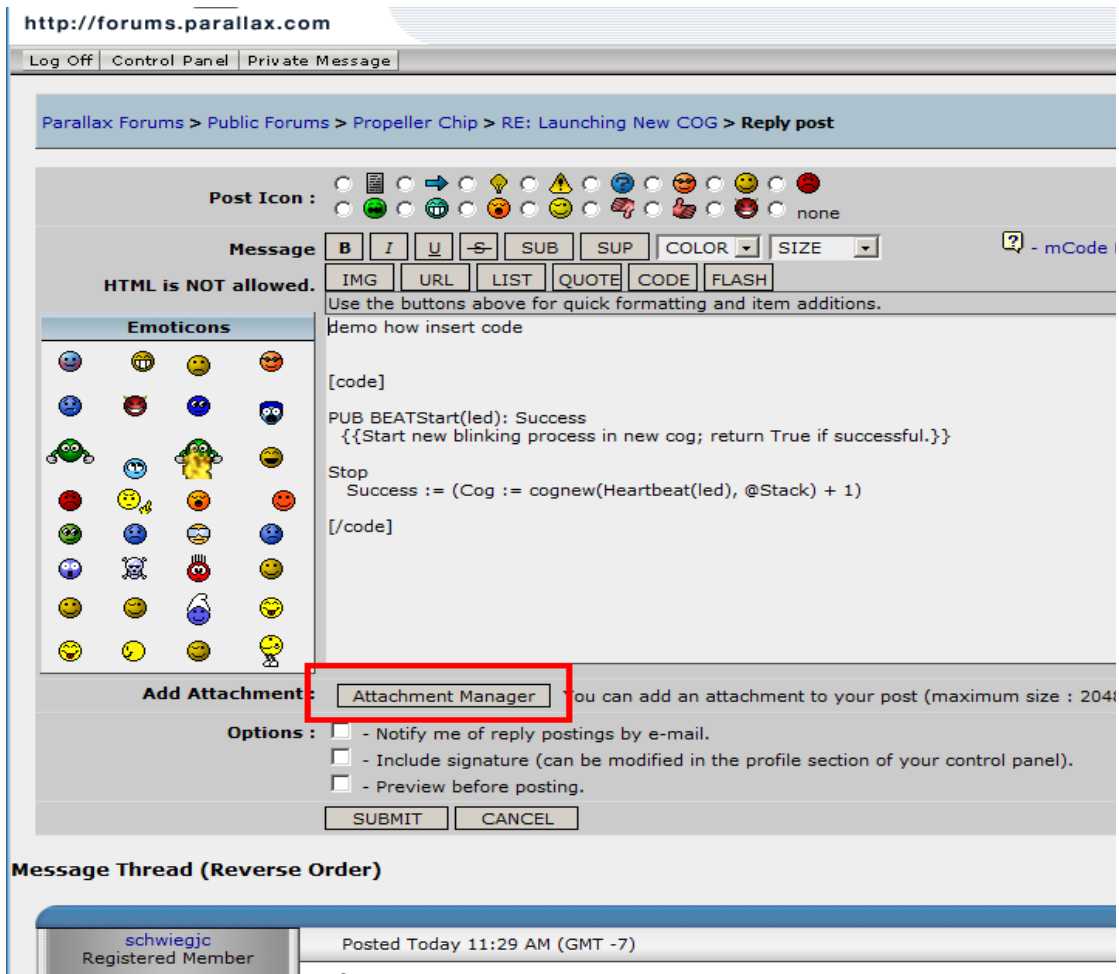 http://forums.parallax.com
Log Off Control Panel Private Message
Parallax Forums > Public Forums > Propeller Chip > RE: Launching New COG > Reply post
Post Icon :
none
Message B I U S SUB SUP COLOR SIZE - mCode
HTML is NOT allowed. IMG URL LIST QUOTE CODE FLASH
Use the buttons above for quick formatting and item additions.
Emoticons
demo how insert code
[code]
PUB BEATStart(led): Success
{{Start new blinking process in new cog; return True if successful.}}
Stop
Success := (Cog := cognew(Heartbeat(led), @Stack) + 1)
[/code]
Add Attachment : Attachment Manager You can add an attachment to your post (maximum size : 2048
Options : - Notify me of reply postings by e-mail.
- Include signature (can be modified in the profile section of your control panel).
- Preview before posting.
SUBMIT CANCEL
Message Thread (Reverse Order)
schwiegjc
Registered Member
Posted Today 11:29 AM (GMT -7)